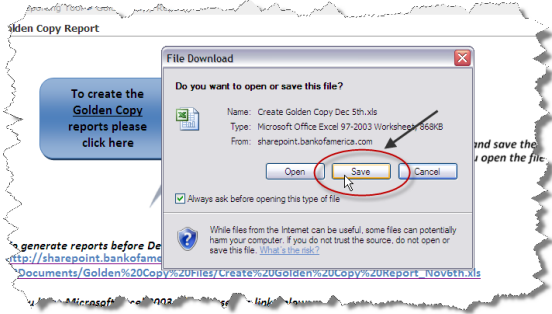 olden Copy Report
File Download
To create the
Golden Copy
reports please
click here
Do you want to open or save this file?
Name: Create Golden Copy Dec 5th.xls
Type: Microsoft Office Excel 97-2003 Worksheet, 868KB
From: sharepoint.bankofamerica.com
Open Save Cancel
Always ask before opening this type of file
While files from the Internet can be useful, some files can potentially
harm your computer. If you do not trust the source, do not open or
save this file. What's the risk?
and save the
u open the file
o generate reports before De
http://sharepoint.bankofame
Documents/Golden%20Copy%20Files/Create%20Golden%20Copy%20Report_Nov6th.xls